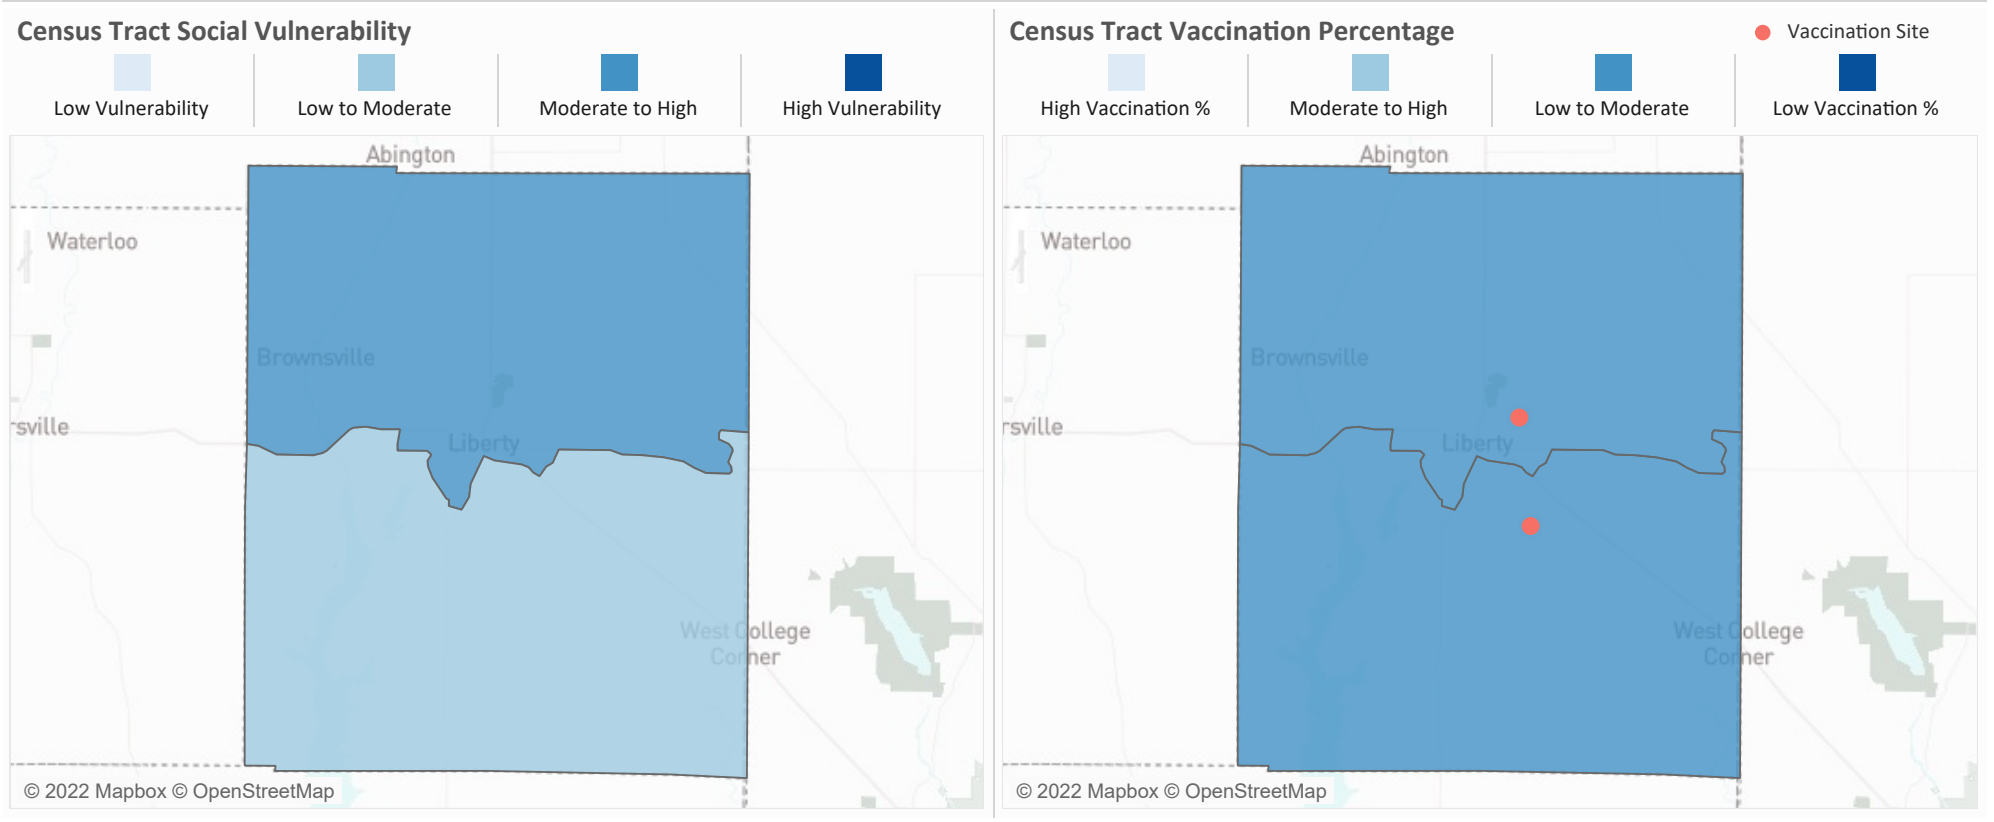 Census Tract Social Vulnerability
Low Vulnerability
Low to Moderate
Moderate to High
High Vulnerability
Abington
Waterloo
Brownsville
rsville
Liberty
West College
Corner
© 2022 Mapbox © OpenStreetMap
Census Tract Vaccination Percentage
Vaccination Site
High Vaccination %
Moderate to High
Low to Moderate
Low Vaccination %
Abington
Waterloo
Brownsville
rsville
Liberty
West College
Corner
© 2022 Mapbox © OpenStreetMap